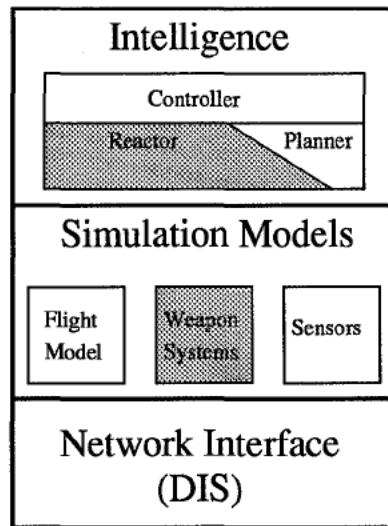 Intelligence
Controller
Reactor
Planner
Simulation Models
Flight
Model
Weapon
Systems
Sensors
Network Interface
(DIS)